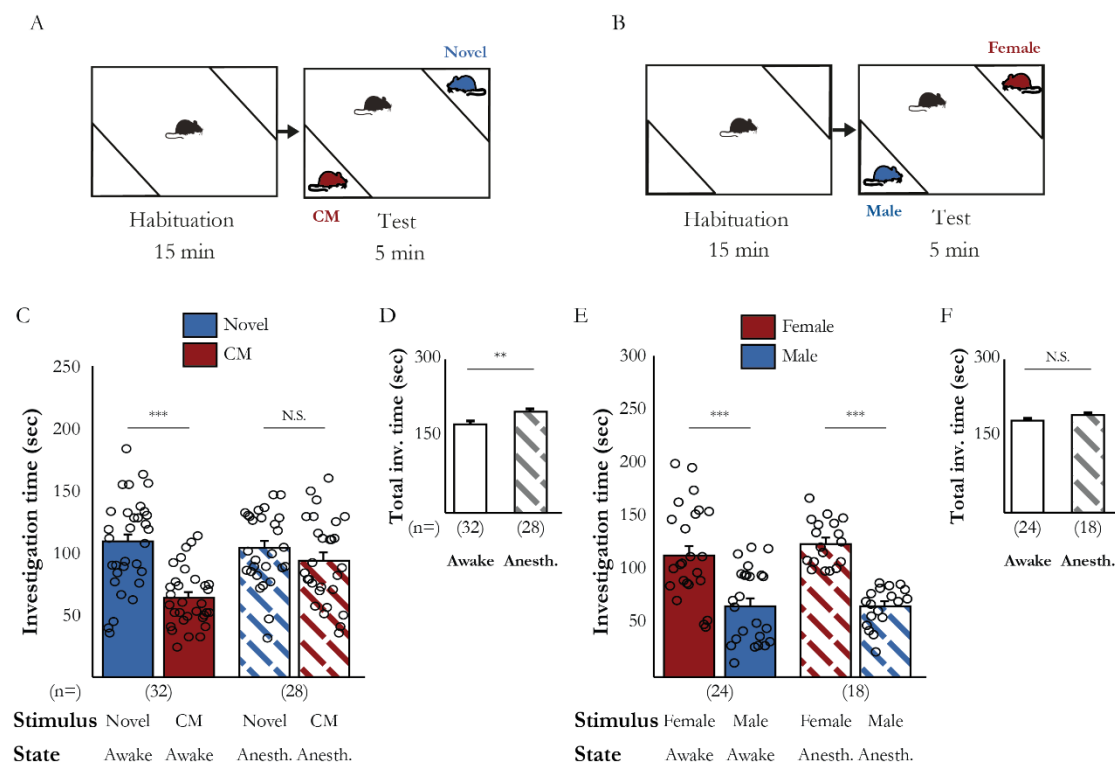 A
Novel
CM
Habituation
15 min
Test
5 min
B
Female
Male
Habituation
15 min
Test
5 min
C
Novel
CM
Investigation time (sec)
250
200
150
100
50
***
N.S.
(n=)
(32)
(28)
Stimulus
Novel
CM
Novel
CM
State
Awake
Awake
Anesth.
Anesth.
D
Total inv. time (sec)
300
150
**
(n=)
(32)
(28)
Awake
Anesth.
E
Female
Male
Investigation time (sec)
300
250
200
150
100
50
***
***
(24)
(18)
Stimulus
Female
Male
Female
Male
State
Awake
Awake
Anesth.
Anesth.
F
Total inv. time (sec)
300
150
N.S.
(24)
(18)
Awake
Anesth.